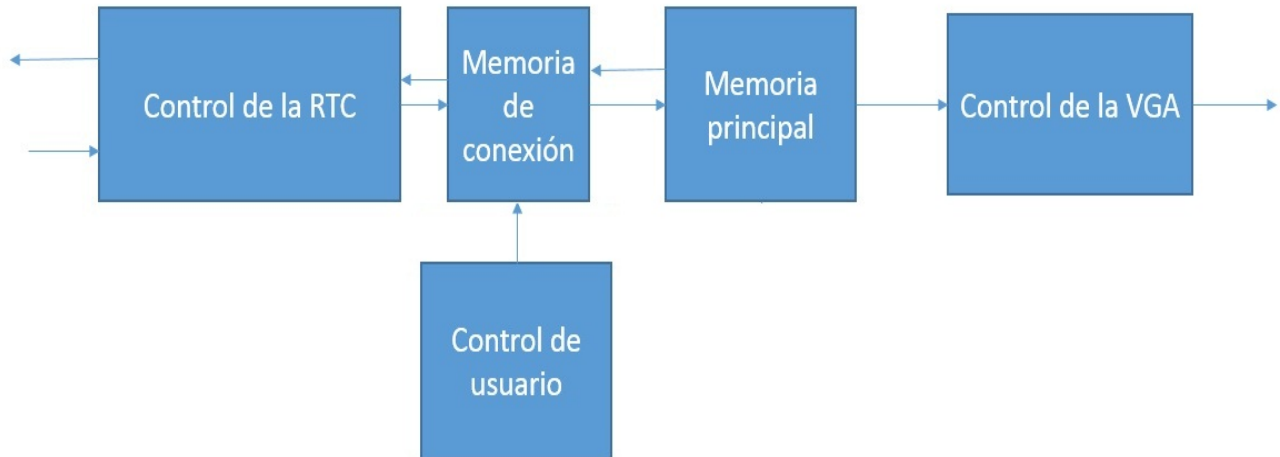 Control de la RTC
Memoria
de
conexión
Memoria
principal
Control de la VGA
Control de
usuario